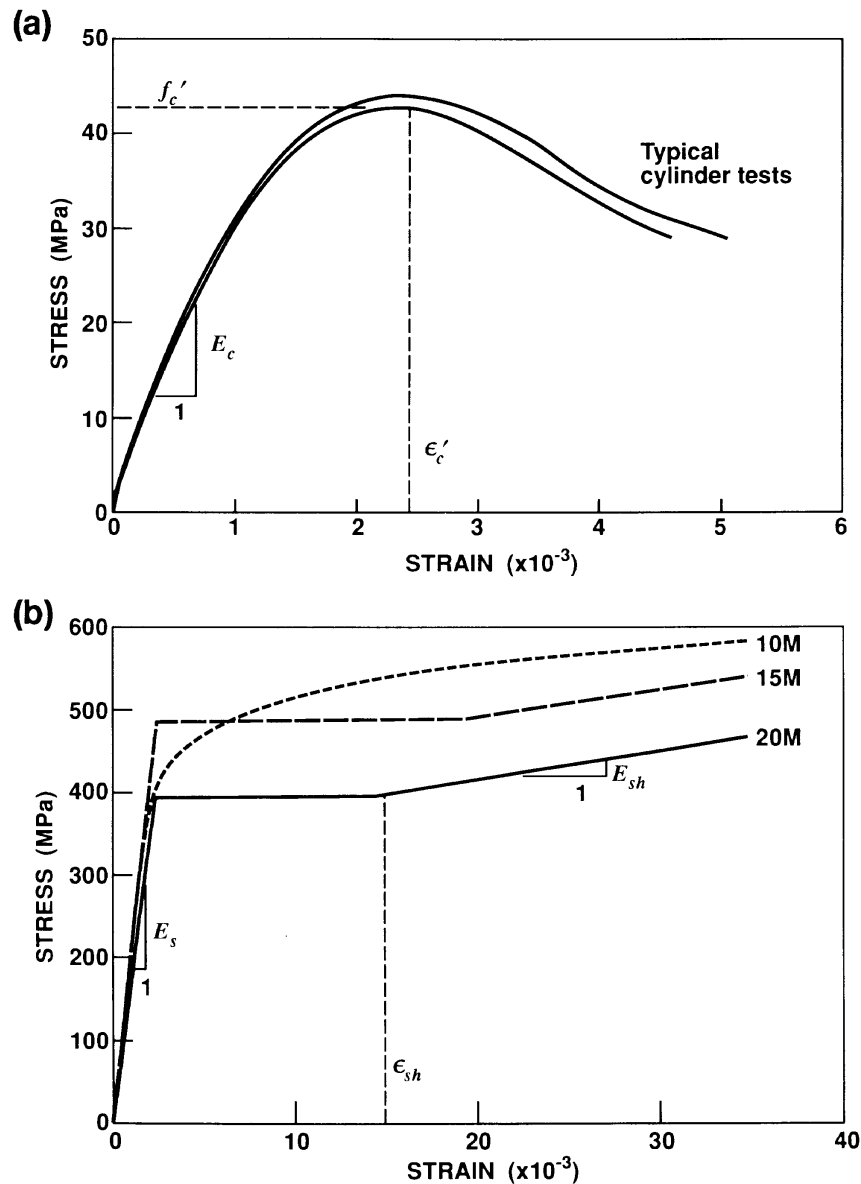 (a)
50
40
30
20
10
0
STRESS (MPa)
f_c′
E_c
1
ϵ_c′
Typical
cylinder tests
0 1 2 3 4 5 6
STRAIN (x10⁻³)
(b)
600
500
400
300
200
100
0
STRESS (MPa)
10M
15M
20M
E_sh
1
E_s
1
ϵ_sh
0 10 20 30 40
STRAIN (x10⁻³)